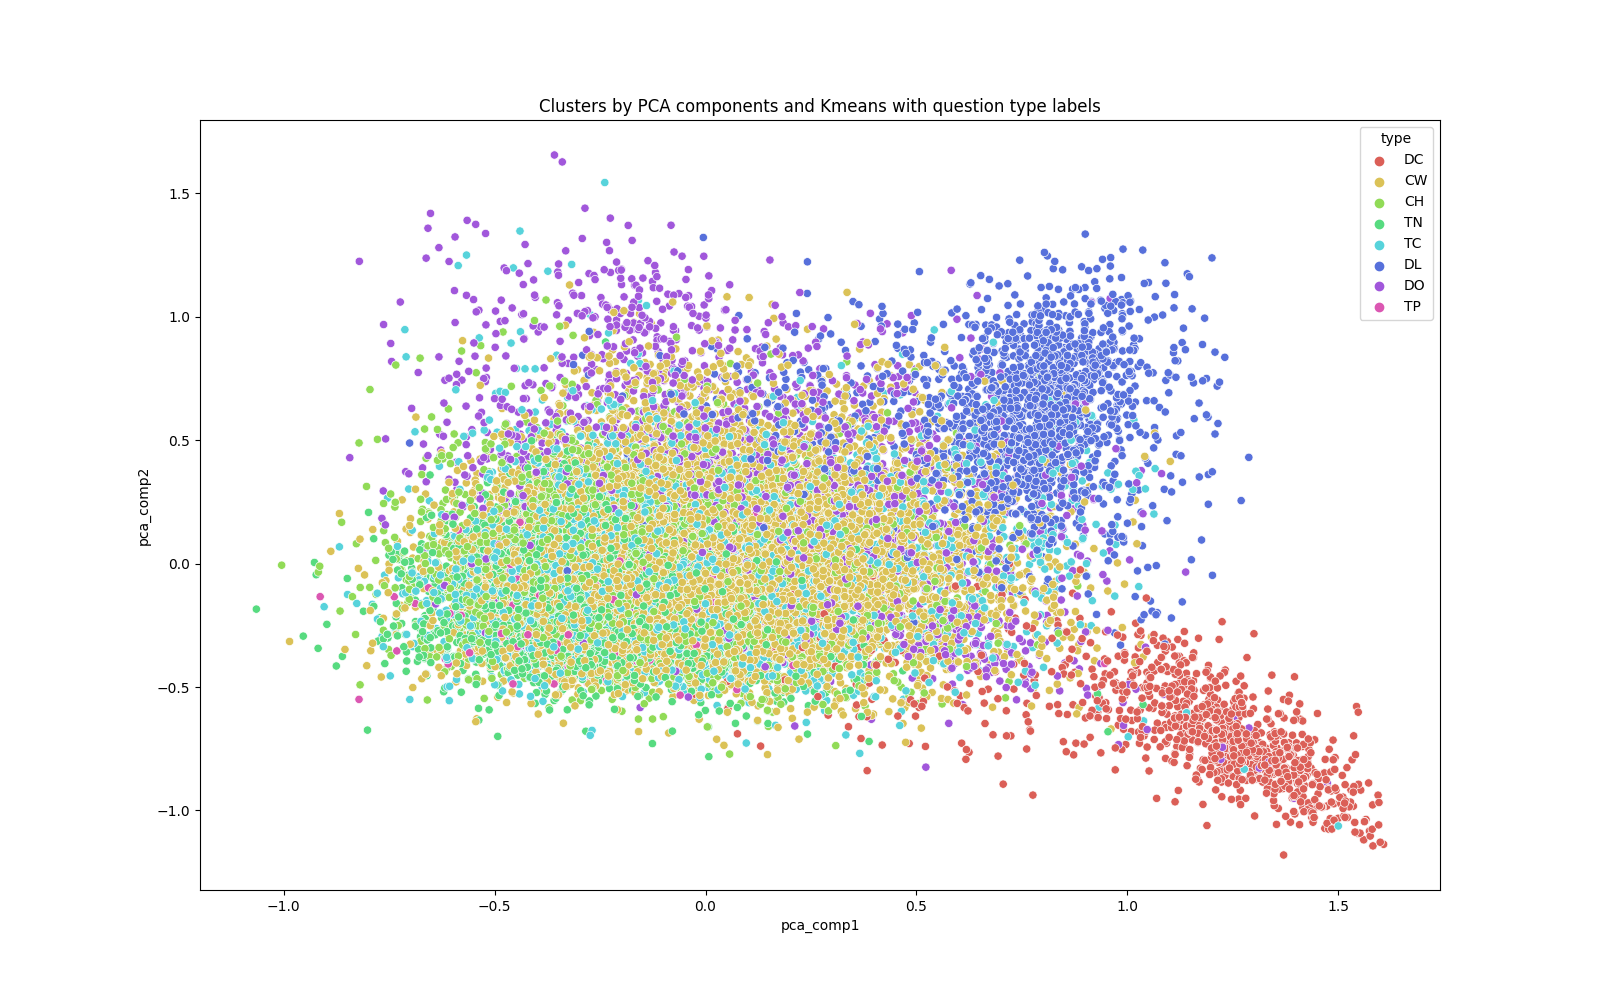 Clusters by PCA components and Kmeans with question type labels
type
DC
CW
CH
TN
TC
DL
DO
TP
1.5
1.0
0.5
0.0
−0.5
−1.0
pca_comp2
−1.0
−0.5
0.0
0.5
1.0
1.5
pca_comp1